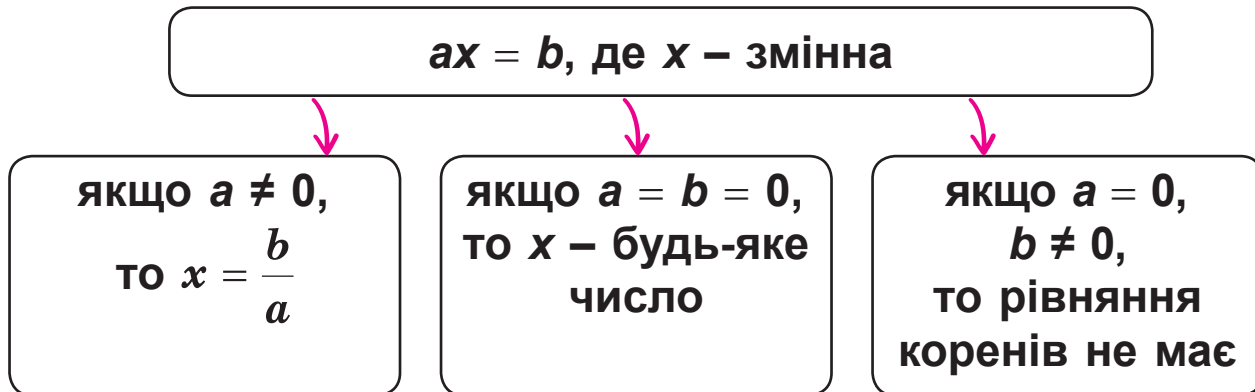 ax = b, де x – змінна
якщо a ≠ 0,
то x = b/a
якщо a = b = 0,
то x – будь-яке
число
якщо a = 0,
b ≠ 0,
то рівняння
коренів не має